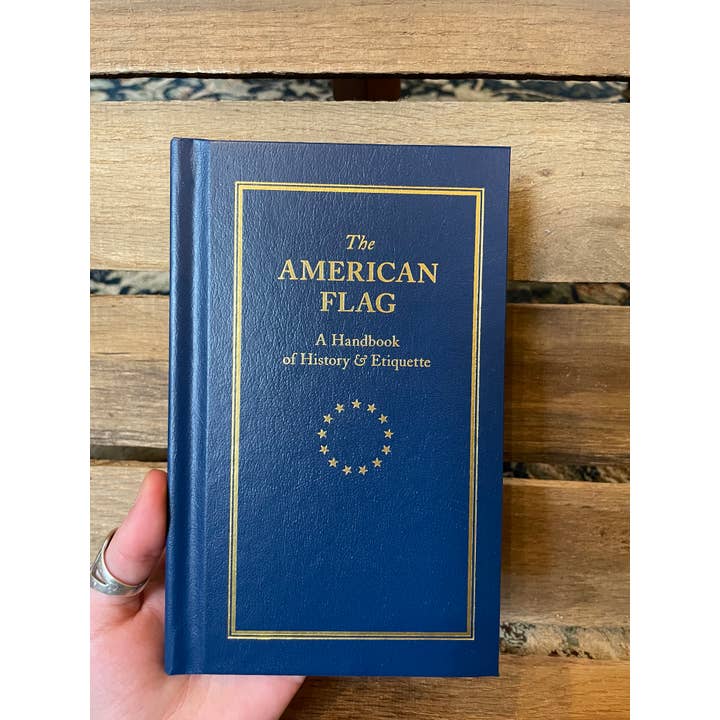 The
AMERICAN
FLAG
A Handbook
of History & Etiquette